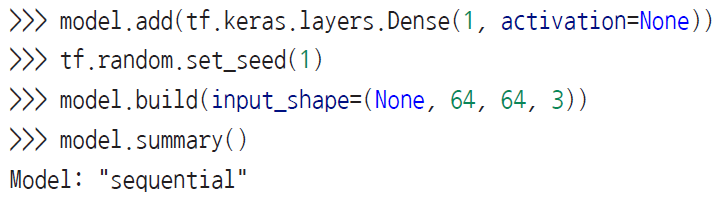 >>> model.add(tf.keras.layers.Dense(1, activation=None))
>>> tf.random.set_seed(1)
>>> model.build(input_shape=(None, 64, 64, 3))
>>> model.summary()
Model: "sequential"